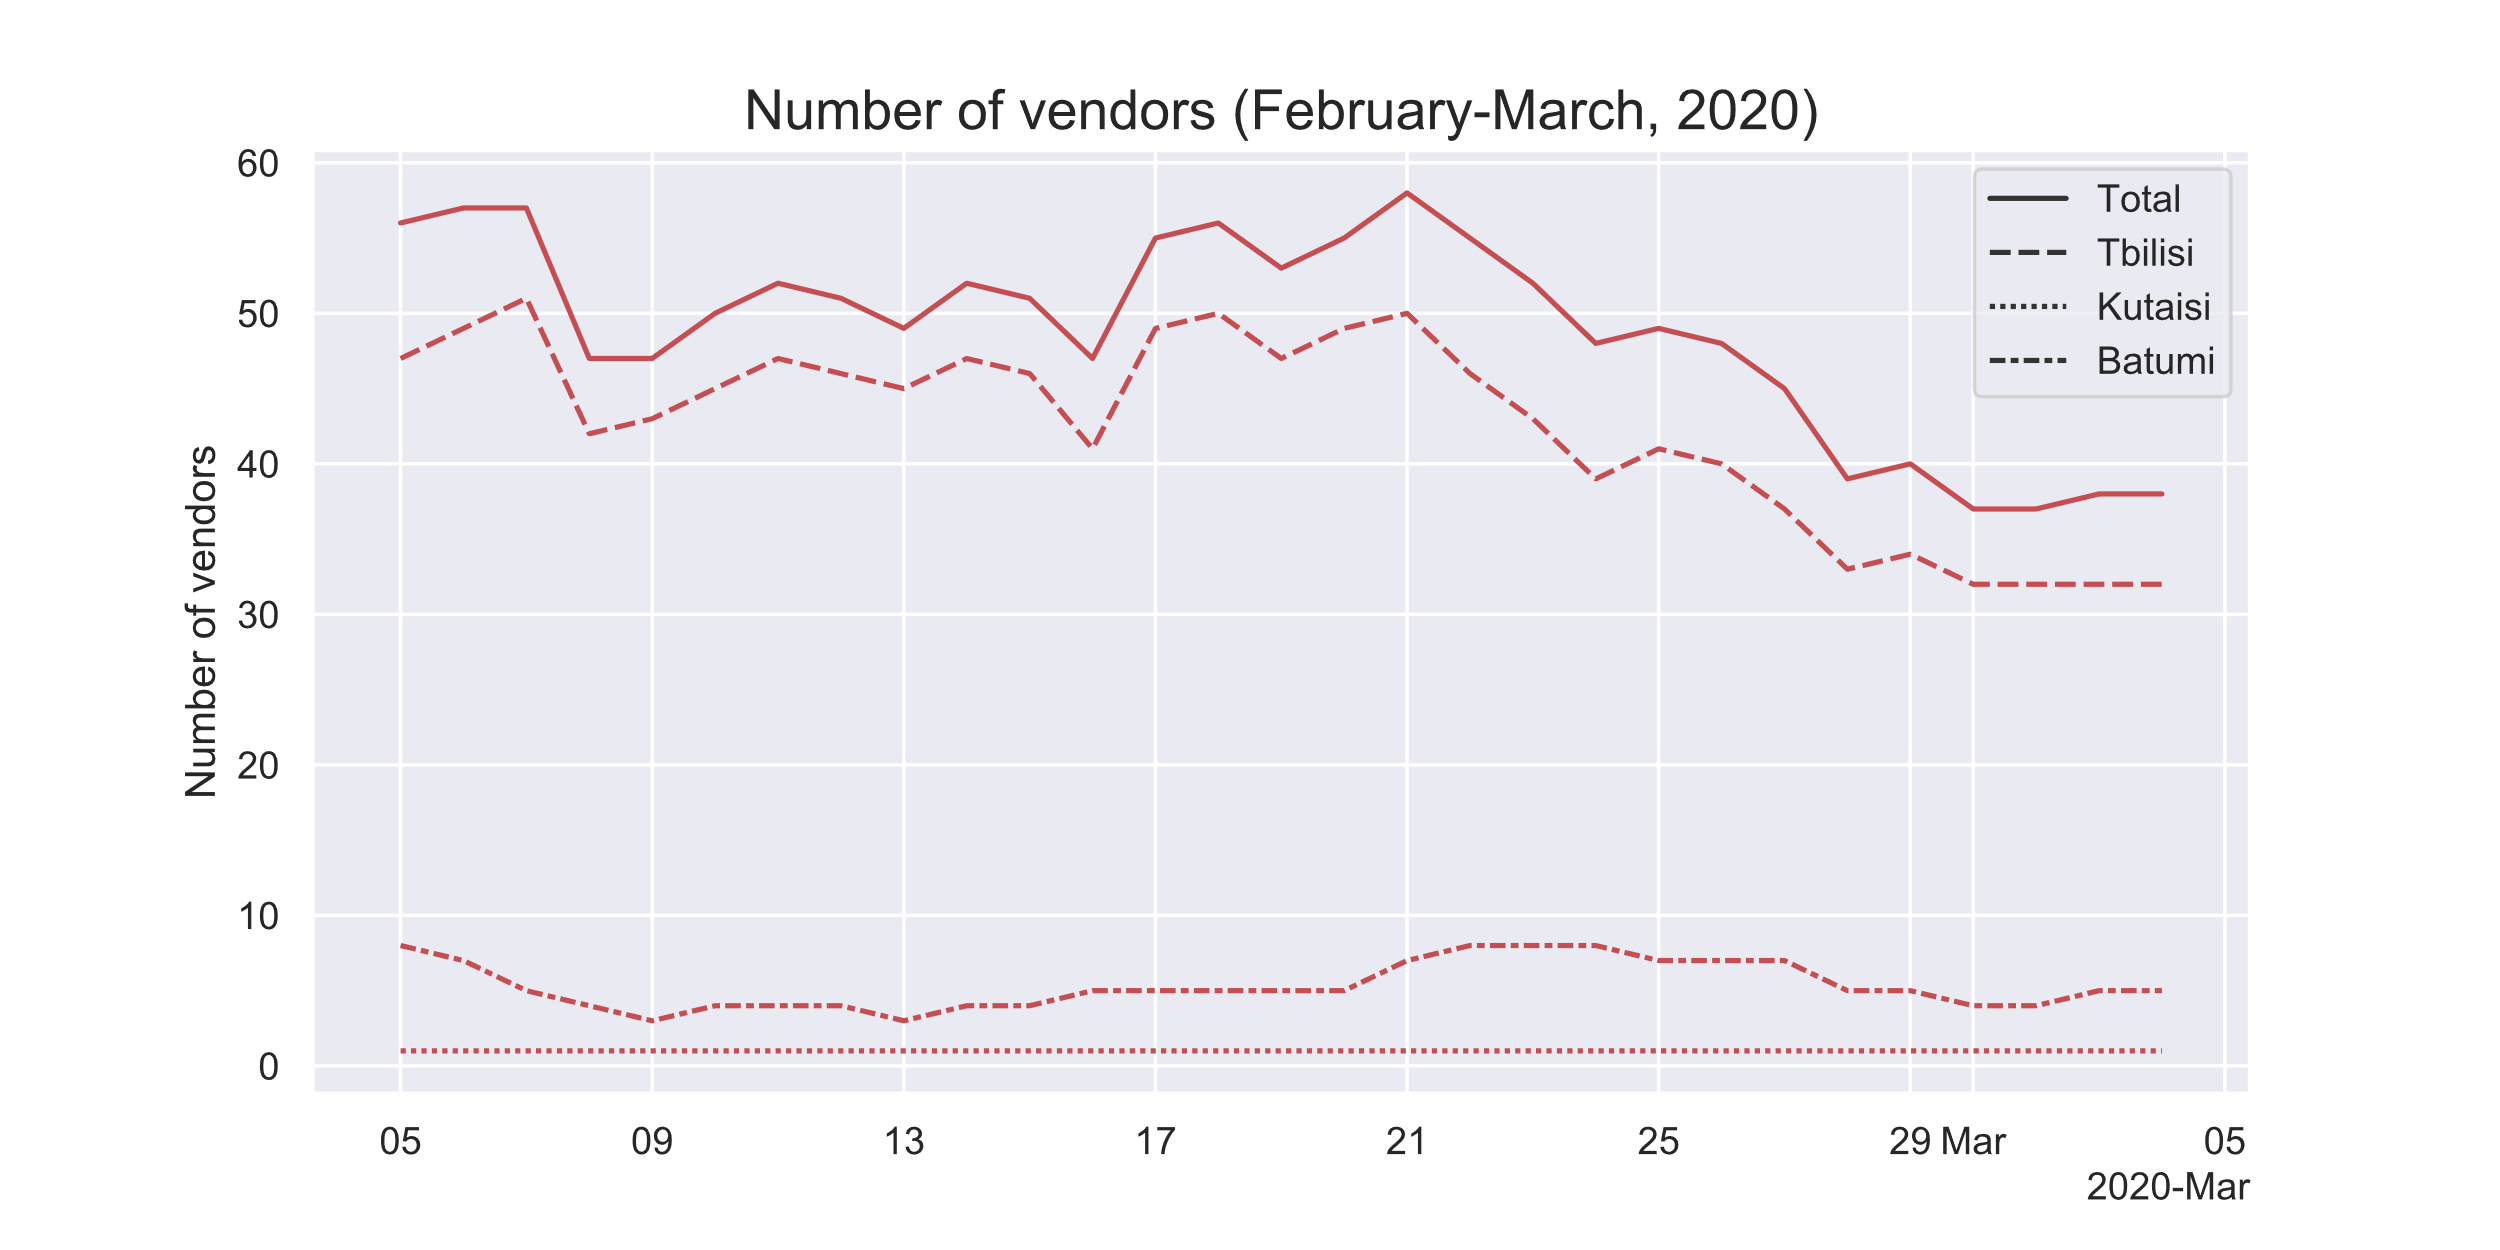 Number of vendors (February-March, 2020)
60
50
40
30
20
10
0
Number of vendors
Total
Tbilisi
Kutaisi
Batumi
05 09 13 17 21 25 29 Mar 05
2020-Mar